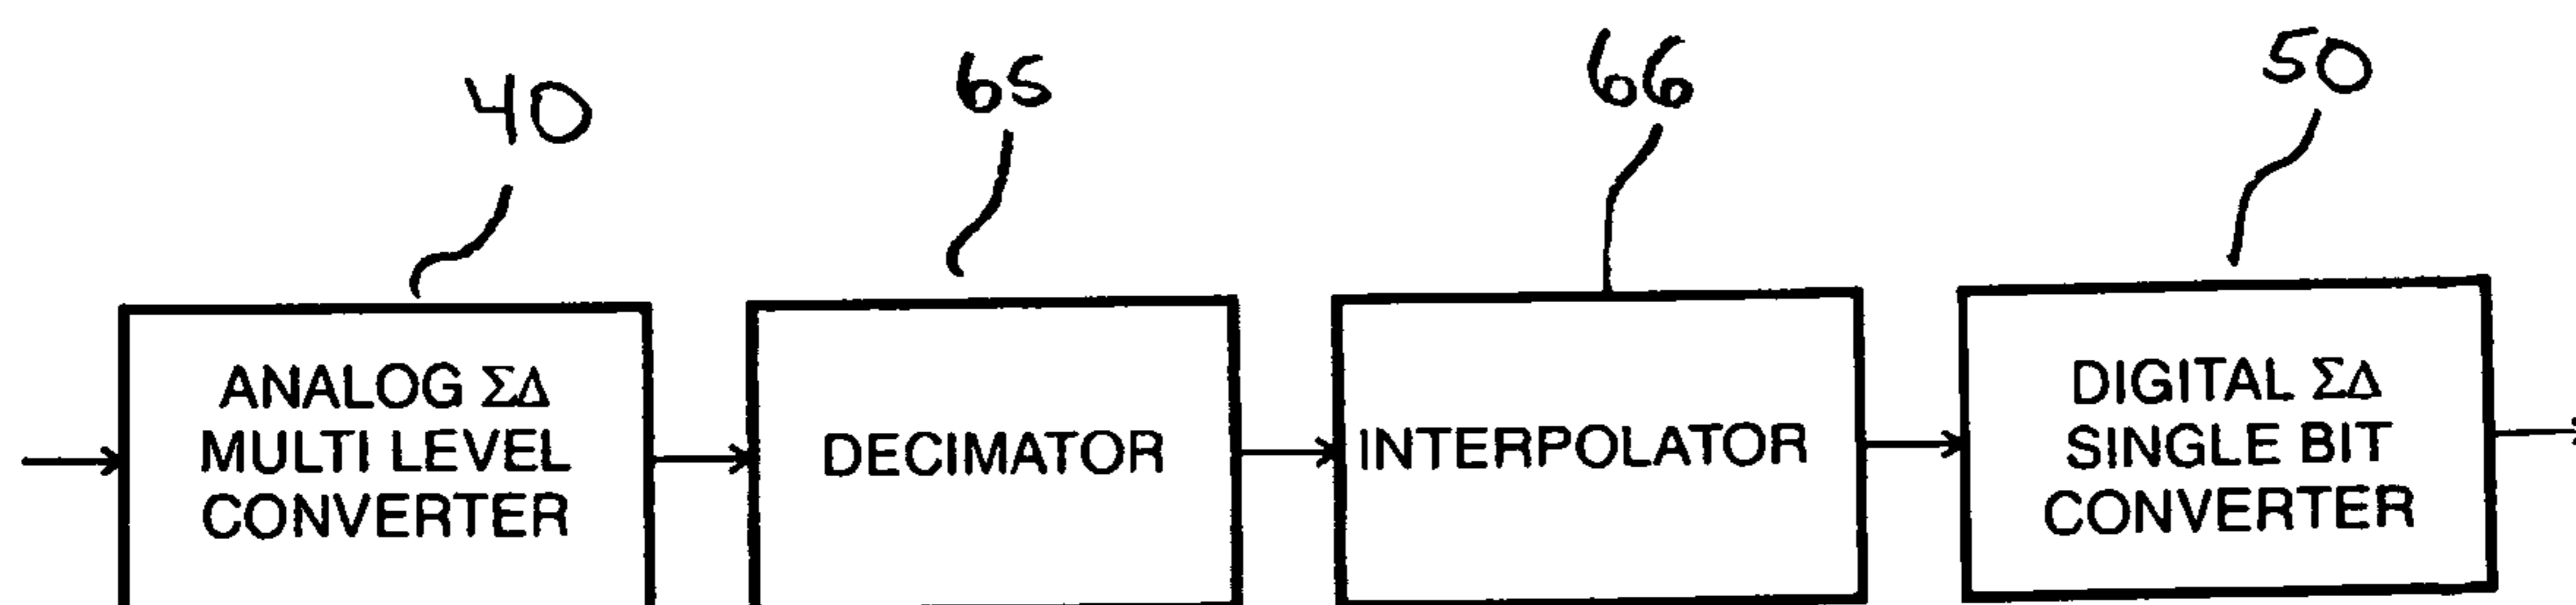 40
65
66
50
ANALOG ΣΔ
MULTI LEVEL
CONVERTER
DECIMATOR
INTERPOLATOR
DIGITAL ΣΔ
SINGLE BIT
CONVERTER